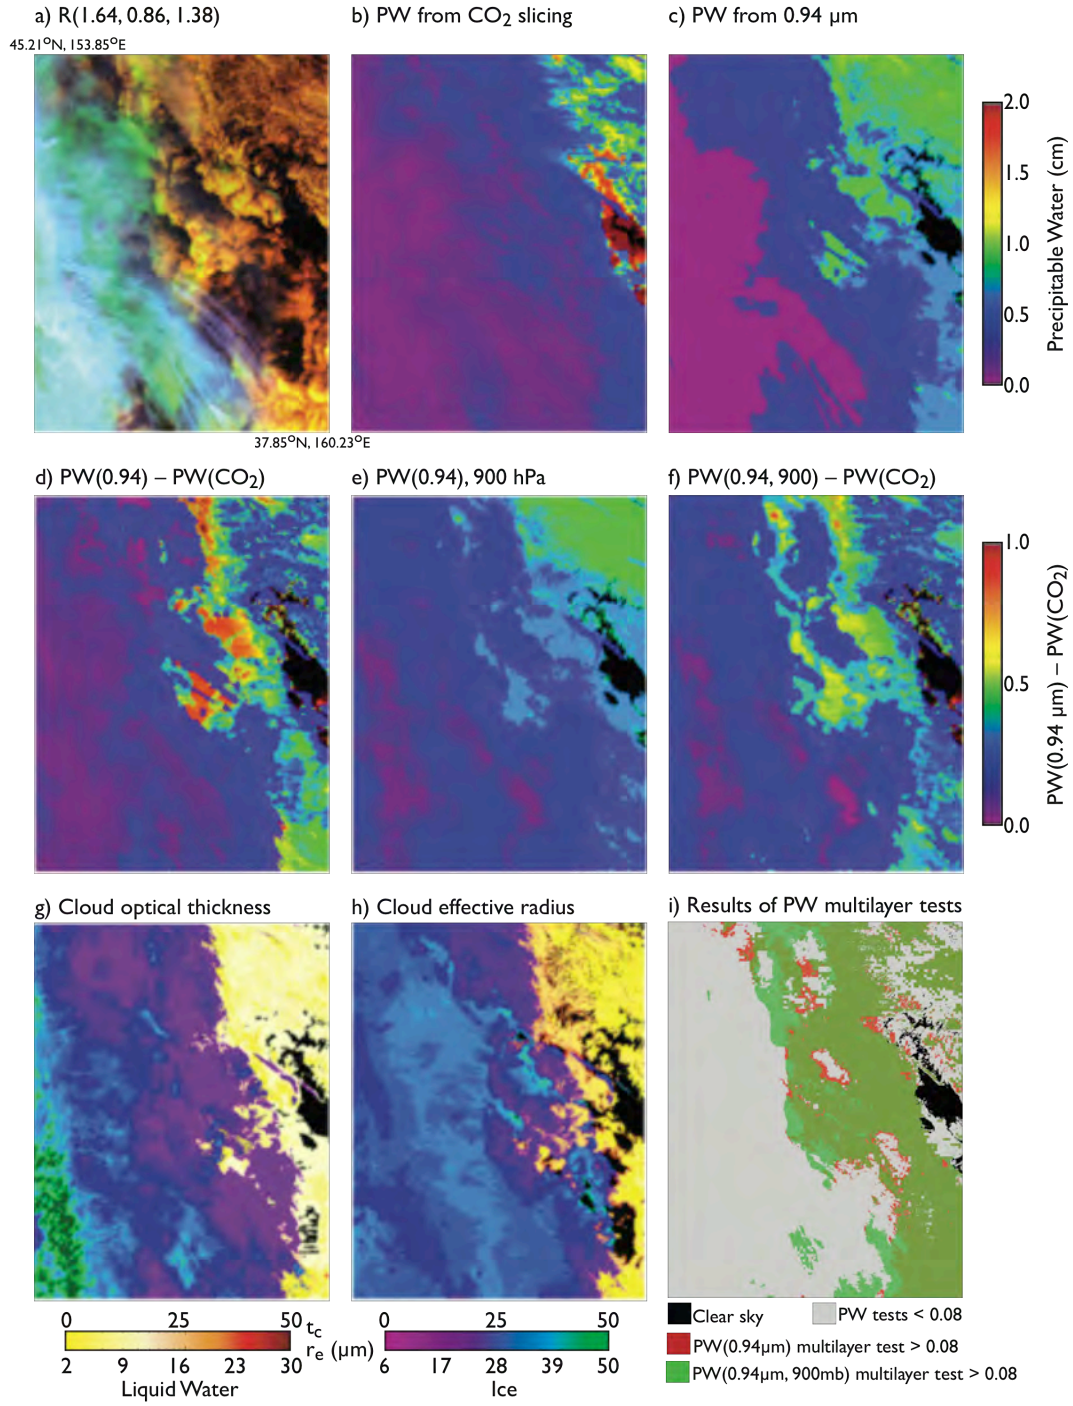 a) R(1.64, 0.86, 1.38)
b) PW from CO₂ slicing
c) PW from 0.94 µm
45.21ᴼN, 153.85ᴼE
2.0
1.5
1.0
0.5
0.0
Precipitable Water (cm)
37.85ᴼN, 160.23ᴼE
d) PW(0.94) – PW(CO₂)
e) PW(0.94), 900 hPa
f) PW(0.94, 900) – PW(CO₂)
1.0
0.5
0.0
PW(0.94 µm) – PW(CO₂)
g) Cloud optical thickness
h) Cloud effective radius
i) Results of PW multilayer tests
0 25 50 t꜀ 0 25 50
2 9 16 23 30 rₑ (µm) 6 17 28 39 50
Liquid Water
Ice
Clear sky
PW tests < 0.08
PW(0.94µm) multilayer test > 0.08
PW(0.94µm, 900mb) multilayer test > 0.08